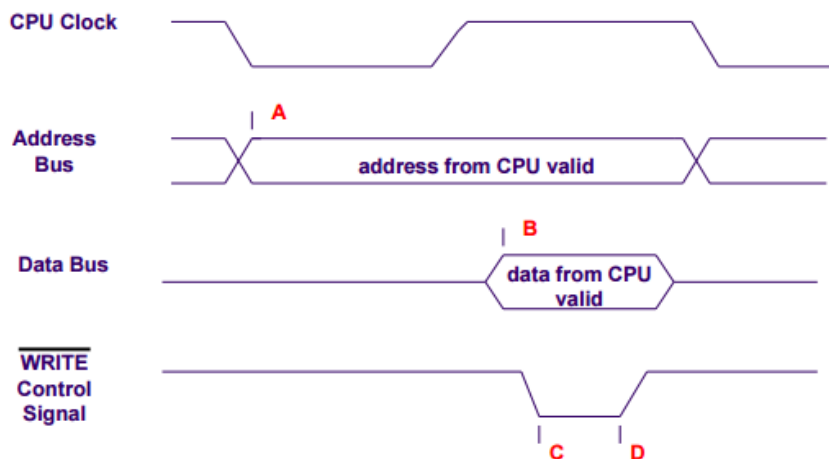 CPU Clock
A
Address
Bus
address from CPU valid
B
Data Bus
data from CPU
valid
WRITE
Control
Signal
C
D